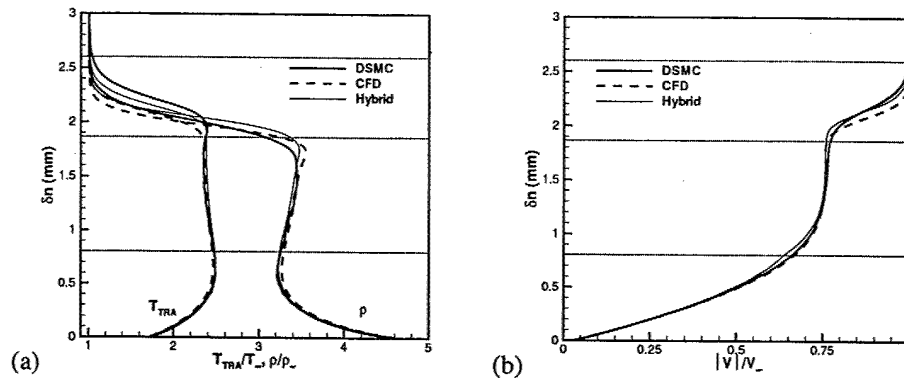 3
2.5
2
1.5
1
0.5
0
δn (mm)
DSMC
CFD
Hybrid
T_TRA
ρ
1 2 3 4 5
T_TRA/T_∞, ρ/ρ_∞
(a)
3
2.5
2
1.5
1
0.5
0
δn (mm)
DSMC
CFD
Hybrid
0 0.25 0.5 0.75
|V|/V_∞
(b)